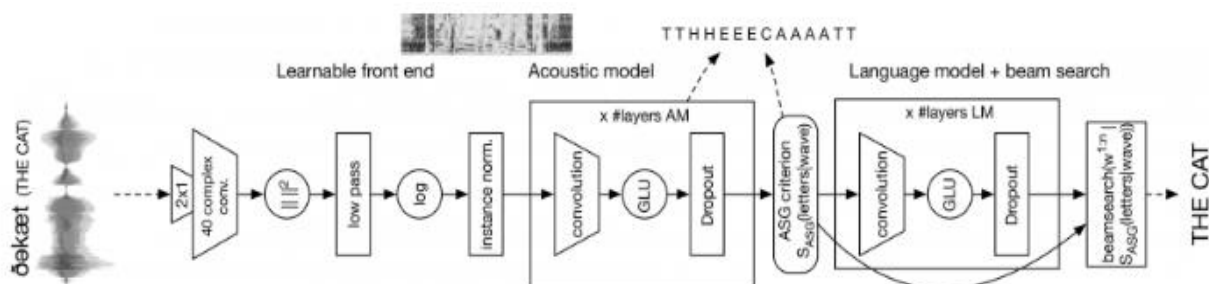 TTHHEEECAAAATT
Learnable front end
Acoustic model
Language model + beam search
ðəkæt (THE CAT)
2x1
40 complex conv.
|| ||²
low pass
log
instance norm.
x #layers AM
convolution
GLU
Dropout
ASG criterion
S_ASG(letters|wave)
x #layers LM
convolution
GLU
Dropout
beamsearch(w^1:n |
S_ASG(letters|wave))
THE CAT